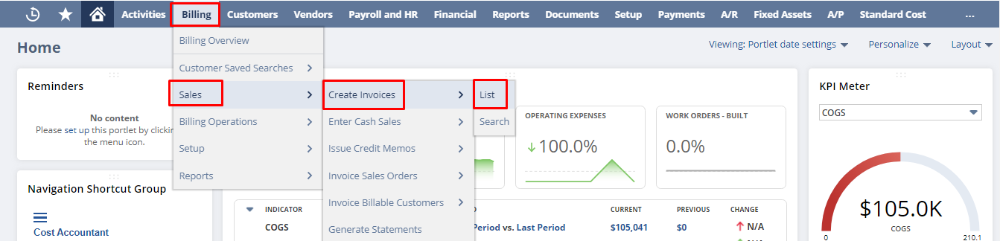 Activities Billing Customers Vendors Payroll and HR Financial Reports Documents Setup Payments A/R Fixed Assets A/P Standard Cost ...
Home
Viewing: Portlet date settings Personalize Layout
Billing Overview
Customer Saved Searches
Sales
Billing Operations
Setup
Reports
Create Invoices
Enter Cash Sales
Issue Credit Memos
Invoice Sales Orders
Invoice Billable Customers
Generate Statements
List
Search
Reminders
No content
Please set up this portlet by clickin
the menu icon.
Navigation Shortcut Group
Cost Accountant
OPERATING EXPENSES
100.0%
WORK ORDERS - BUILT
0.0%
INDICATOR CURRENT PREVIOUS CHANGE
COGS Period vs. Last Period $105,041 $0 N/A
KPI Meter
COGS
$105.0K
COGS
0 210.1